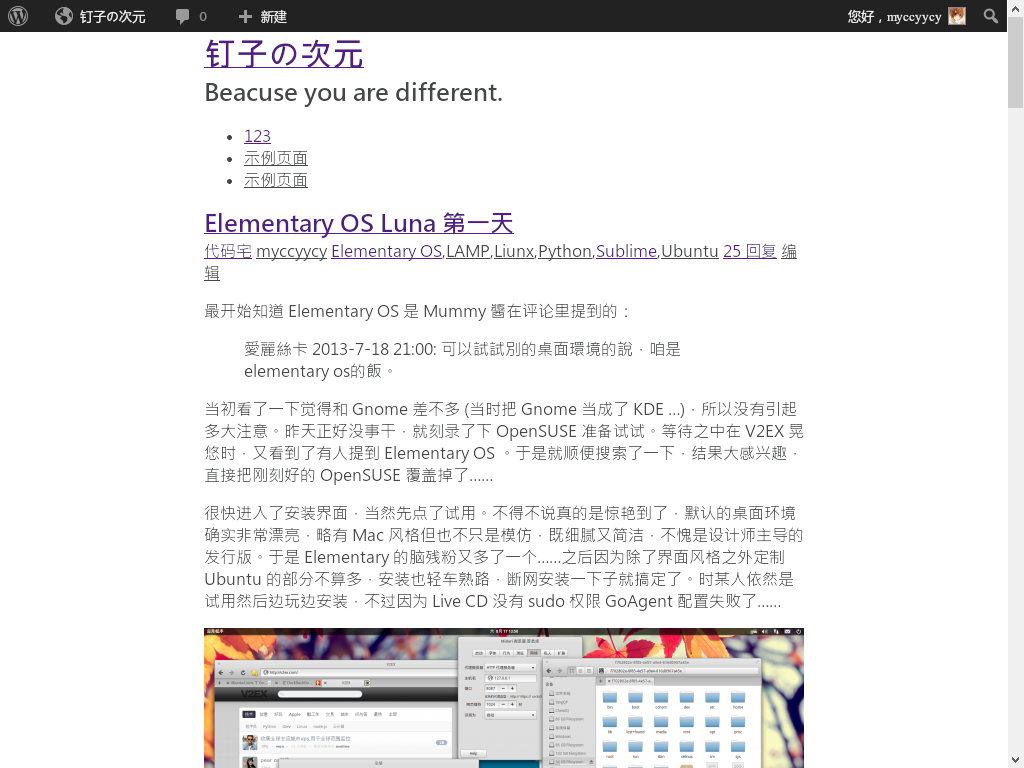 钉子の次元 0 新建 您好，myccyycy
钉子の次元
Beacuse you are different.
123
示例页面
示例页面
Elementary OS Luna 第一天
代码宅 myccyycy Elementary OS,LAMP,Liunx,Python,Sublime,Ubuntu 25 回复 编
辑
最开始知道 Elementary OS 是 Mummy 醬在评论里提到的：
愛麗絲卡 2013-7-18 21:00: 可以試試別的桌面環境的說，咱是
elementary os的飯。
当初看了一下觉得和 Gnome 差不多 (当时把 Gnome 当成了 KDE ...)，所以没有引起
多大注意。昨天正好没事干，就刻录了下 OpenSUSE 准备试试。等待之中在 V2EX 晃
悠时，又看到了有人提到 Elementary OS 。于是就顺便搜索了一下，结果大感兴趣，
直接把刚刻好的 OpenSUSE 覆盖掉了……
很快进入了安装界面，当然先点了试用。不得不说真的是惊艳到了，默认的桌面环境
确实非常漂亮，略有 Mac 风格但也不只是模仿，既细腻又简洁，不愧是设计师主导的
发行版。于是 Elementary 的脑残粉又多了一个……之后因为除了界面风格之外定制
Ubuntu 的部分不算多，安装也轻车熟路，断网安装一下子就搞定了。时某人依然是
试用然后边玩边安装，不过因为 Live CD 没有 sudo 权限 GoAgent 配置失败了……
V2EX